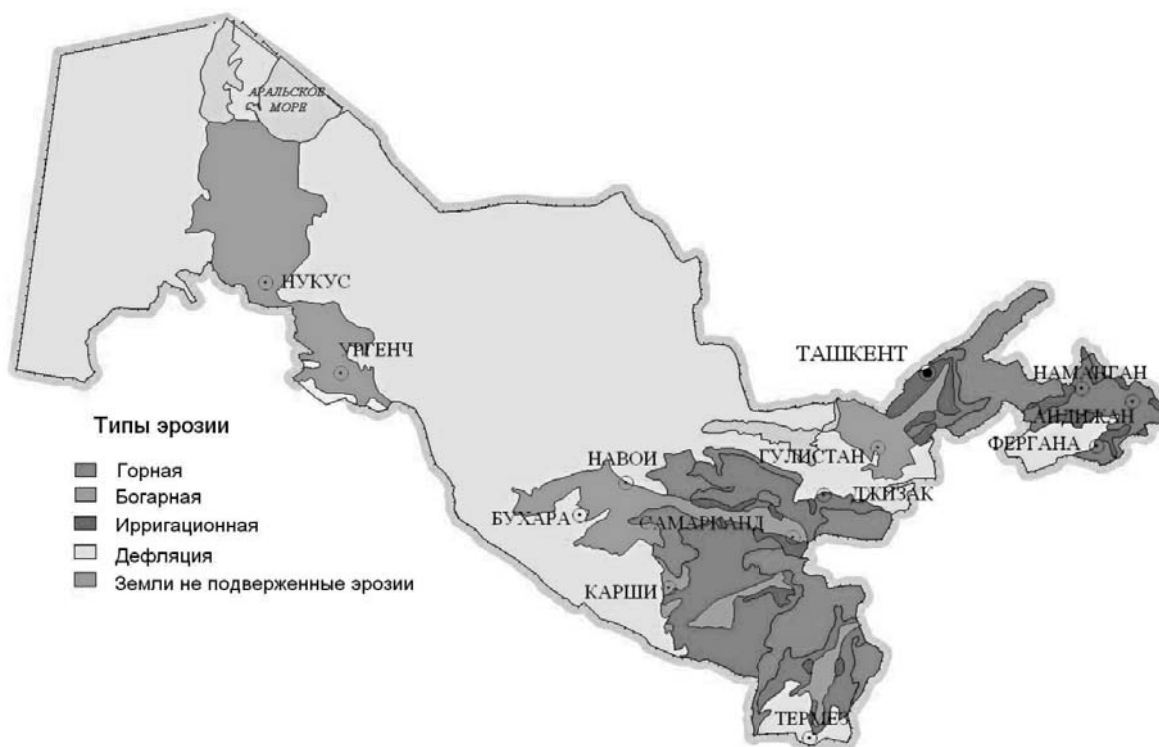 АРАЛЬСКОЕ
МОРЕ
НУКУС
УРГЕНЧ
ТАШКЕНТ
НАМАНГАН
АНДИЖАН
ФЕРГАНА
ГУЛИСТАН
НАВОИ
ДЖИЗАК
БУХАРА
САМАРКАНД
КАРШИ
ТЕРМЕЗ
Типы эрозии
Горная
Богарная
Ирригационная
Дефляция
Земли не подверженные эрозии